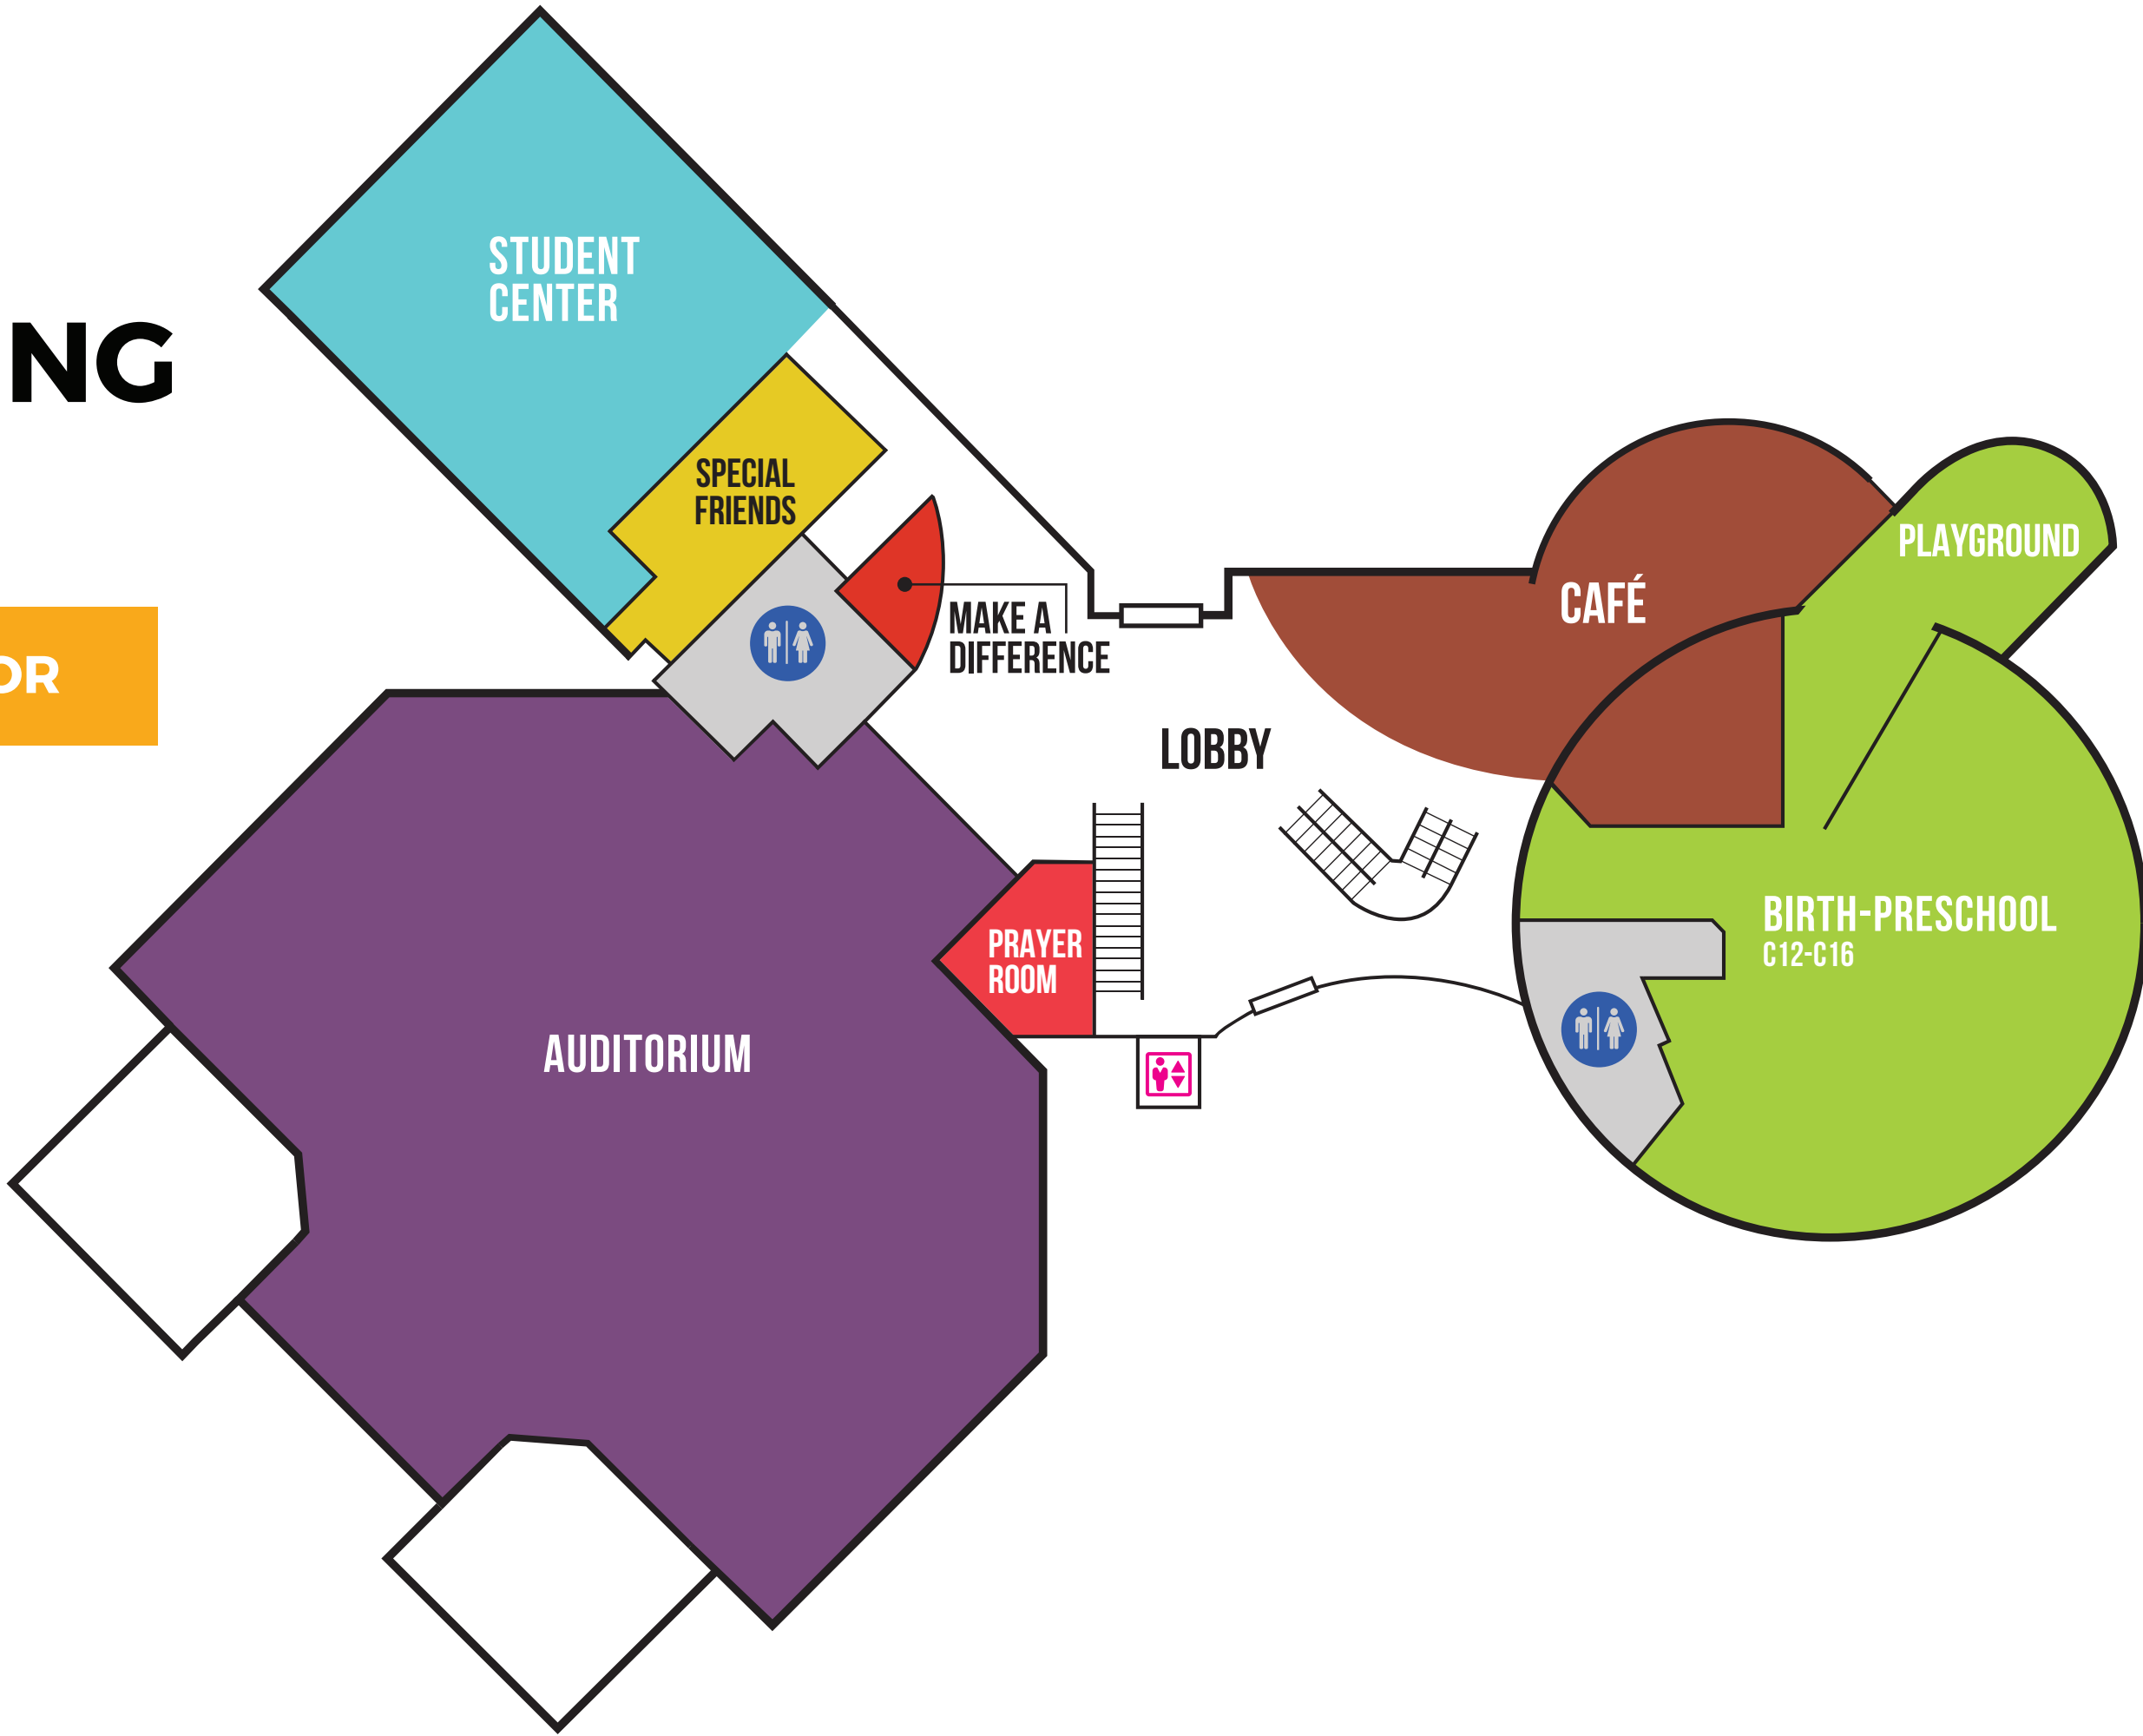 NG
OR
STUDENT
CENTER
SPECIAL
FRIENDS
MAKE A
DIFFERENCE
LOBBY
CAFÉ
PLAYGROUND
BIRTH-PRESCHOOL
C12-C16
PRAYER
ROOM
AUDITORIUM